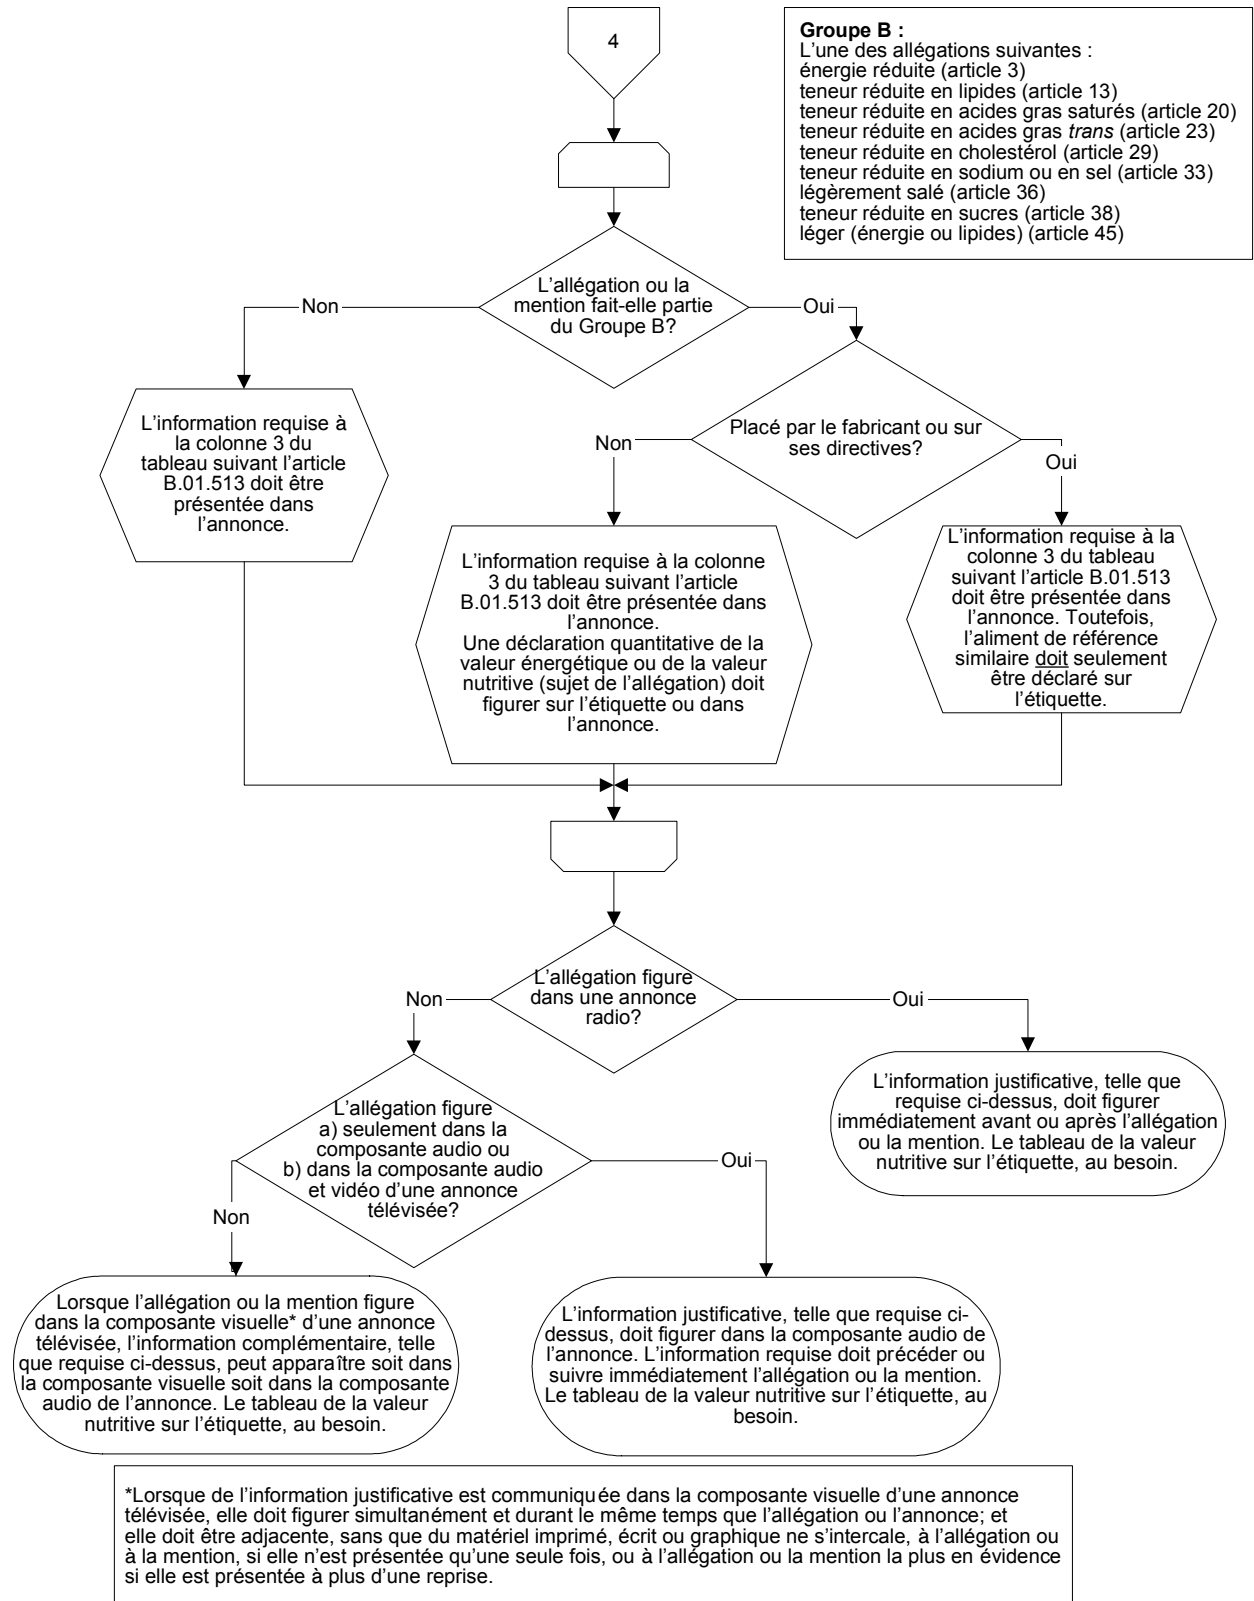 4
Groupe B :
L'une des allégations suivantes :
énergie réduite (article 3)
teneur réduite en lipides (article 13)
teneur réduite en acides gras saturés (article 20)
teneur réduite en acides gras trans (article 23)
teneur réduite en cholestérol (article 29)
teneur réduite en sodium ou en sel (article 33)
légèrement salé (article 36)
teneur réduite en sucres (article 38)
léger (énergie ou lipides) (article 45)
L'allégation ou la
mention fait-elle partie
du Groupe B?
Non
Oui
L'information requise à
la colonne 3 du
tableau suivant l'article
B.01.513 doit être
présentée dans
l'annonce.
Placé par le fabricant ou sur
ses directives?
Non
Oui
L'information requise à la colonne
3 du tableau suivant l'article
B.01.513 doit être présentée dans
l'annonce.
Une déclaration quantitative de la
valeur énergétique ou de la valeur
nutritive (sujet de l'allégation) doit
figurer sur l'étiquette ou dans
l'annonce.
L'information requise à la
colonne 3 du tableau
suivant l'article B.01.513
doit être présentée dans
l'annonce. Toutefois,
l'aliment de référence
similaire doit seulement
être déclaré sur
l'étiquette.
L'allégation figure
dans une annonce
radio?
Non
Oui
L'information justificative, telle que
requise ci-dessus, doit figurer
immédiatement avant ou après l'allégation
ou la mention. Le tableau de la valeur
nutritive sur l'étiquette, au besoin.
L'allégation figure
a) seulement dans la
composante audio ou
b) dans la composante audio
et vidéo d'une annonce
télévisée?
Oui
Non
Lorsque l'allégation ou la mention figure
dans la composante visuelle* d'une annonce
télévisée, l'information complémentaire, telle
que requise ci-dessus, peut apparaître soit dans
la composante visuelle soit dans la composante
audio de l'annonce. Le tableau de la valeur
nutritive sur l'étiquette, au besoin.
L'information justificative, telle que requise ci-
dessus, doit figurer dans la composante audio de
l'annonce. L'information requise doit précéder ou
suivre immédiatement l'allégation ou la mention.
Le tableau de la valeur nutritive sur l'étiquette, au
besoin.
*Lorsque de l'information justificative est communiquée dans la composante visuelle d'une annonce
télévisée, elle doit figurer simultanément et durant le même temps que l'allégation ou l'annonce; et
elle doit être adjacente, sans que du matériel imprimé, écrit ou graphique ne s'intercale, à l'allégation ou
à la mention, si elle n'est présentée qu'une seule fois, ou à l'allégation ou la mention la plus en évidence
si elle est présentée à plus d'une reprise.